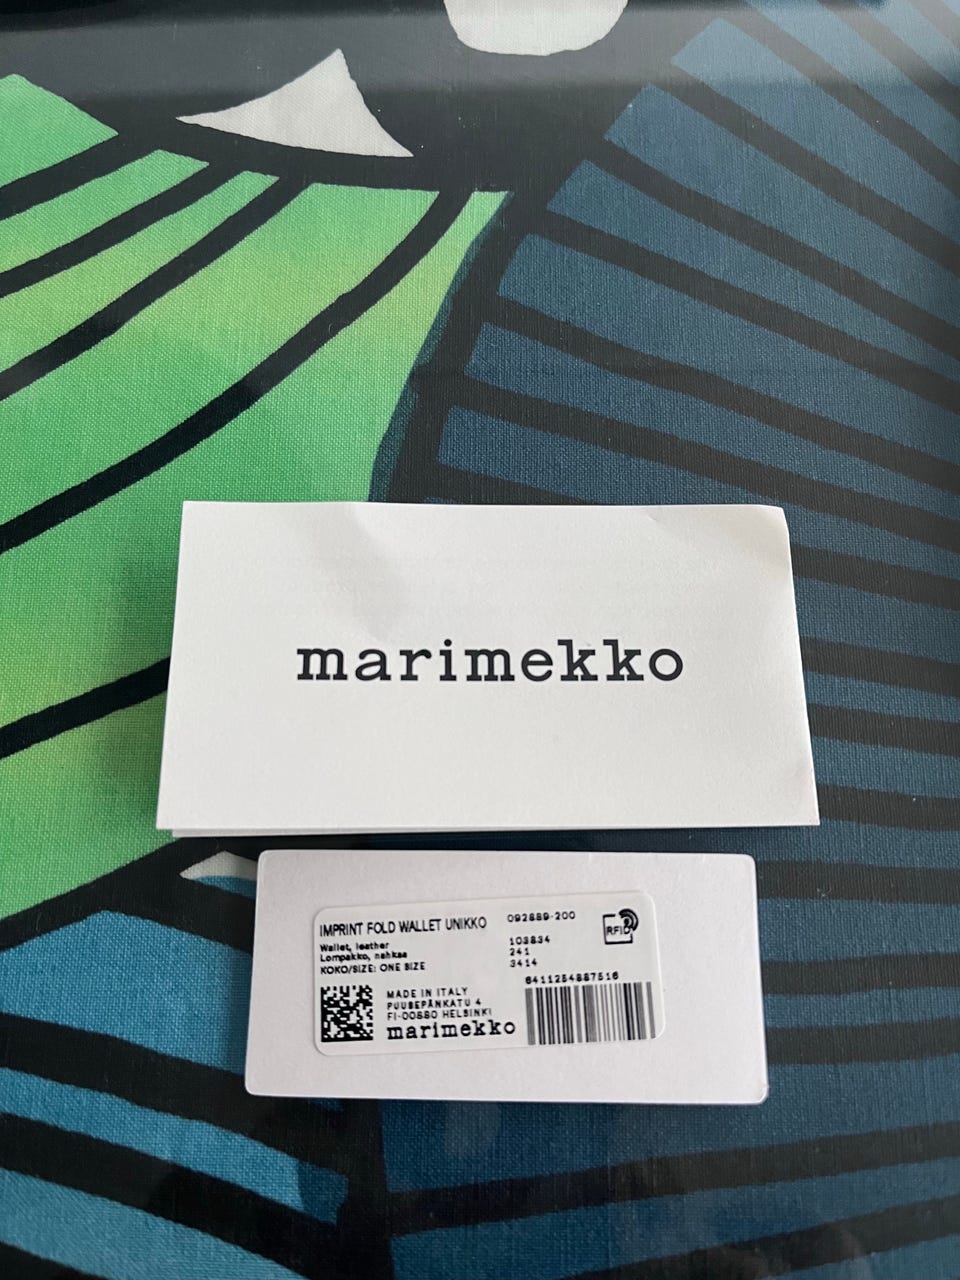 marimekko
IMPRINT FOLD WALLET UNIKKO
Wallet, leather
Lompakko, nahkaa
KOKO/SIZE: ONE SIZE
092889-200
103834
241
3414
RFID
6411254887516
MADE IN ITALY
PUUSEPÄNKATU 4
FI-00880 HELSINKI
marimekko